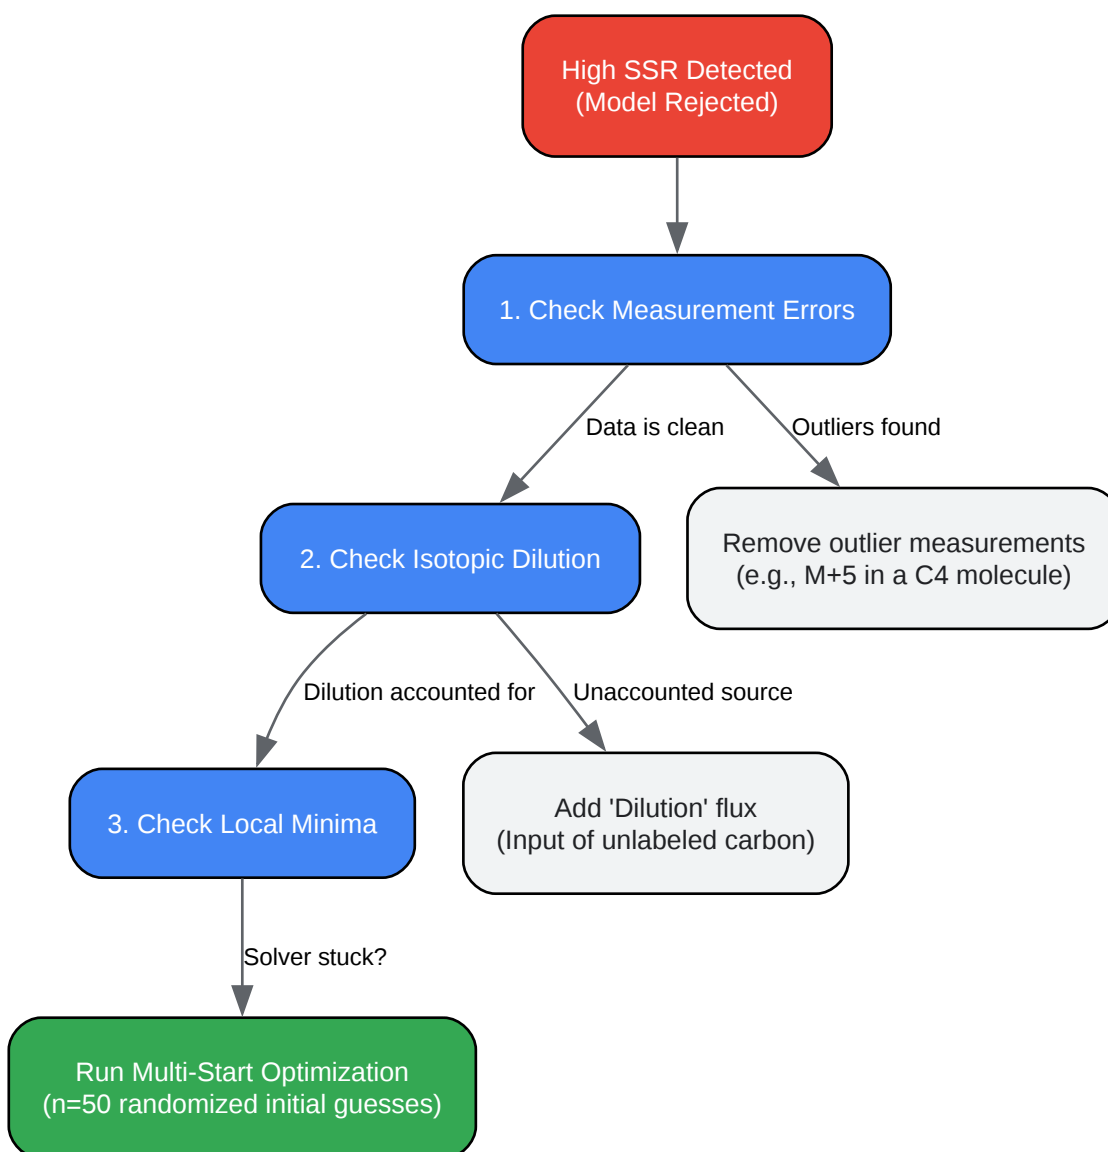 High SSR Detected
(Model Rejected)
1. Check Measurement Errors
Data is clean
Outliers found
2. Check Isotopic Dilution
Remove outlier measurements
(e.g., M+5 in a C4 molecule)
Dilution accounted for
Unaccounted source
3. Check Local Minima
Add 'Dilution' flux
(Input of unlabeled carbon)
Solver stuck?
Run Multi-Start Optimization
(n=50 randomized initial guesses)